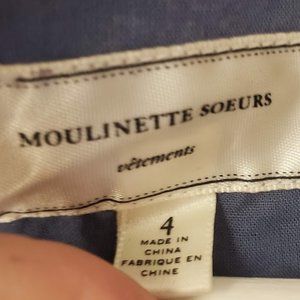 MOULINETTE SOEURS
vêtements
4
MADE IN
CHINA
FABRIQUE EN
CHINE